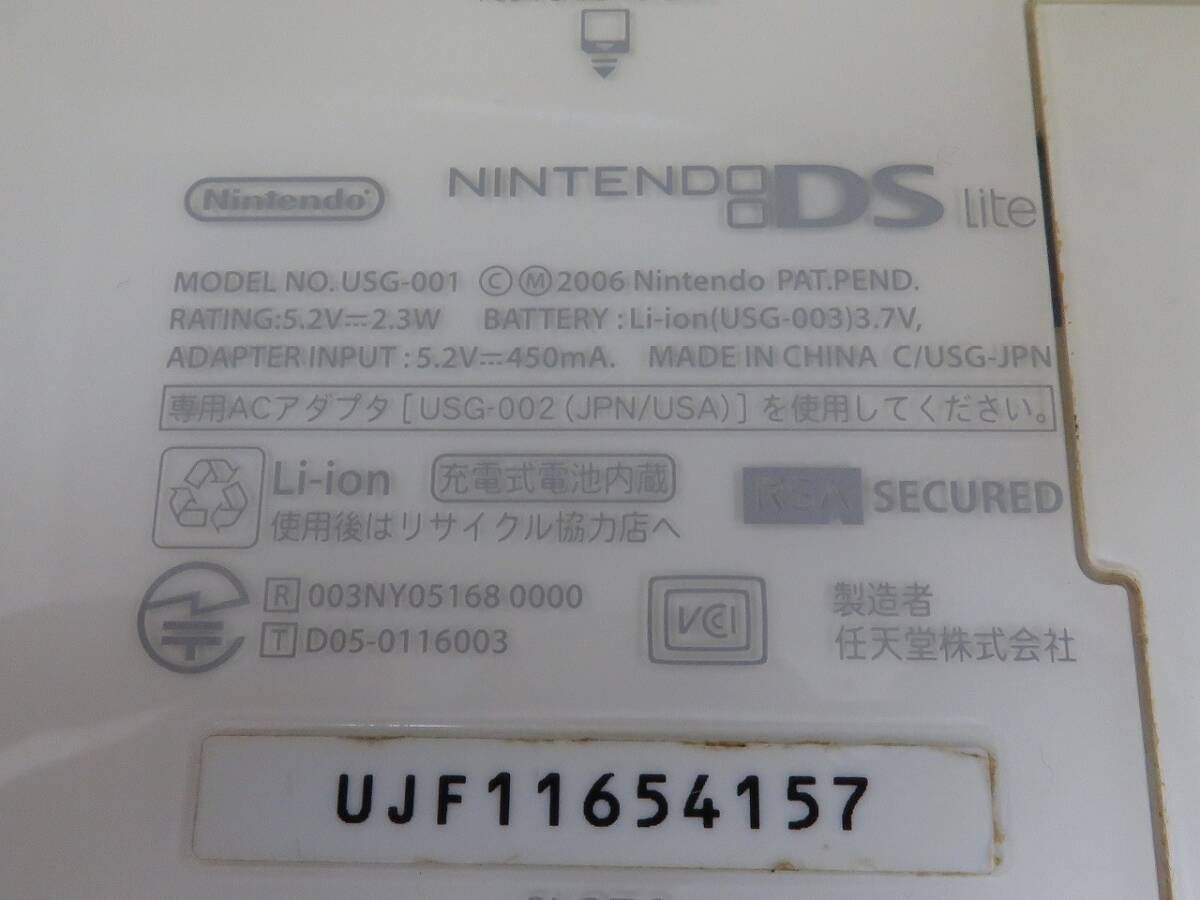 Nintendo
NINTENDO DS lite
MODEL NO. USG-001 ©Ⓜ2006 Nintendo PAT.PEND.
RATING:5.2V⎓2.3W BATTERY:Li-ion(USG-003)3.7V,
ADAPTER INPUT:5.2V⎓450mA. MADE IN CHINA C/USG-JPN
専用ACアダプタ[USG-002(JPN/USA)]を使用してください。
Li-ion 充電式電池内蔵
使用後はリサイクル協力店へ
RSA SECURED
R 003NY05168 0000
T D05-0116003
VCCI
製造者
任天堂株式会社
UJF11654157